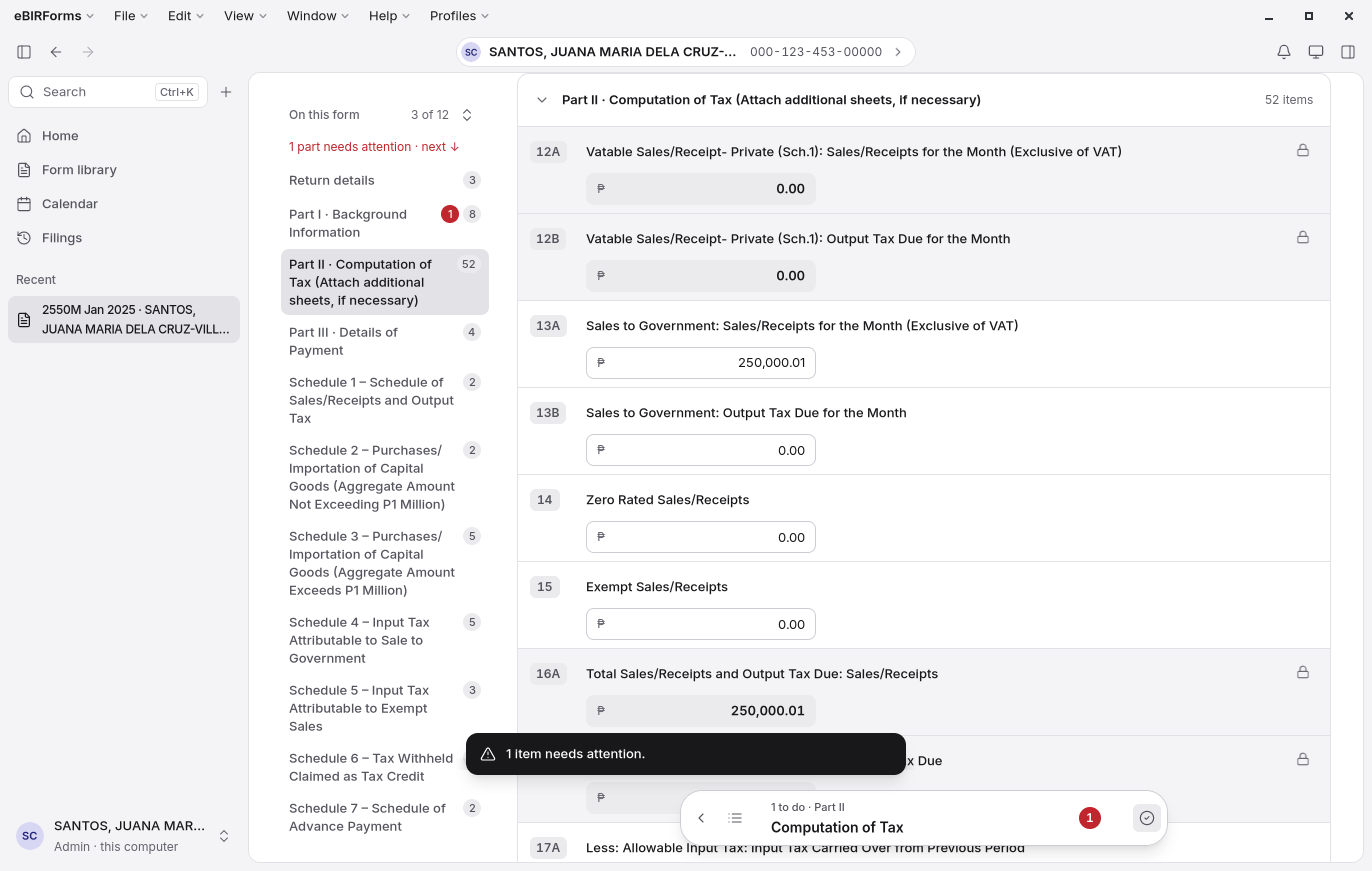 eBIRForms File Edit View Window Help Profiles
SC SANTOS, JUANA MARIA DELA CRUZ-... 000-123-453-00000
Search Ctrl+K
Home
Form library
Calendar
Filings
Recent
2550M Jan 2025 · SANTOS,
JUANA MARIA DELA CRUZ-VILL...
SC SANTOS, JUANA MAR...
Admin · this computer
On this form 3 of 12
1 part needs attention · next ↓
Return details 3
Part I · Background 1 8
Information
Part II · Computation of 52
Tax (Attach additional
sheets, if necessary)
Part III · Details of 4
Payment
Schedule 1 – Schedule of 2
Sales/Receipts and Output
Tax
Schedule 2 – Purchases/ 2
Importation of Capital
Goods (Aggregate Amount
Not Exceeding P1 Million)
Schedule 3 – Purchases/ 5
Importation of Capital
Goods (Aggregate Amount
Exceeds P1 Million)
Schedule 4 – Input Tax 5
Attributable to Sale to
Government
Schedule 5 – Input Tax 3
Attributable to Exempt
Sales
Schedule 6 – Tax Withheld
Claimed as Tax Credit
Schedule 7 – Schedule of 2
Advance Payment
Part II · Computation of Tax (Attach additional sheets, if necessary) 52 items
12A Vatable Sales/Receipt- Private (Sch.1): Sales/Receipts for the Month (Exclusive of VAT)
₱ 0.00
12B Vatable Sales/Receipt- Private (Sch.1): Output Tax Due for the Month
₱ 0.00
13A Sales to Government: Sales/Receipts for the Month (Exclusive of VAT)
₱ 250,000.01
13B Sales to Government: Output Tax Due for the Month
₱ 0.00
14 Zero Rated Sales/Receipts
₱ 0.00
15 Exempt Sales/Receipts
₱ 0.00
16A Total Sales/Receipts and Output Tax Due: Sales/Receipts
₱ 250,000.01
1 item needs attention.
x Due
₱
1 to do · Part II
Computation of Tax 1
17A Less: Allowable Input Tax: Input Tax Carried Over from Previous Period